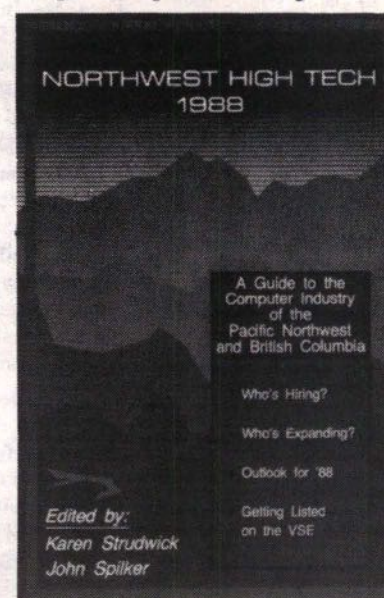 NORTHWEST HIGH TECH
1988
A Guide to the
Computer Industry
of the
Pacific Northwest
and British Columbia
Who's Hiring?
Who's Expanding?
Outlook for '88
Getting Listed
on the VSE
Edited by:
Karen Strudwick
John Spilker